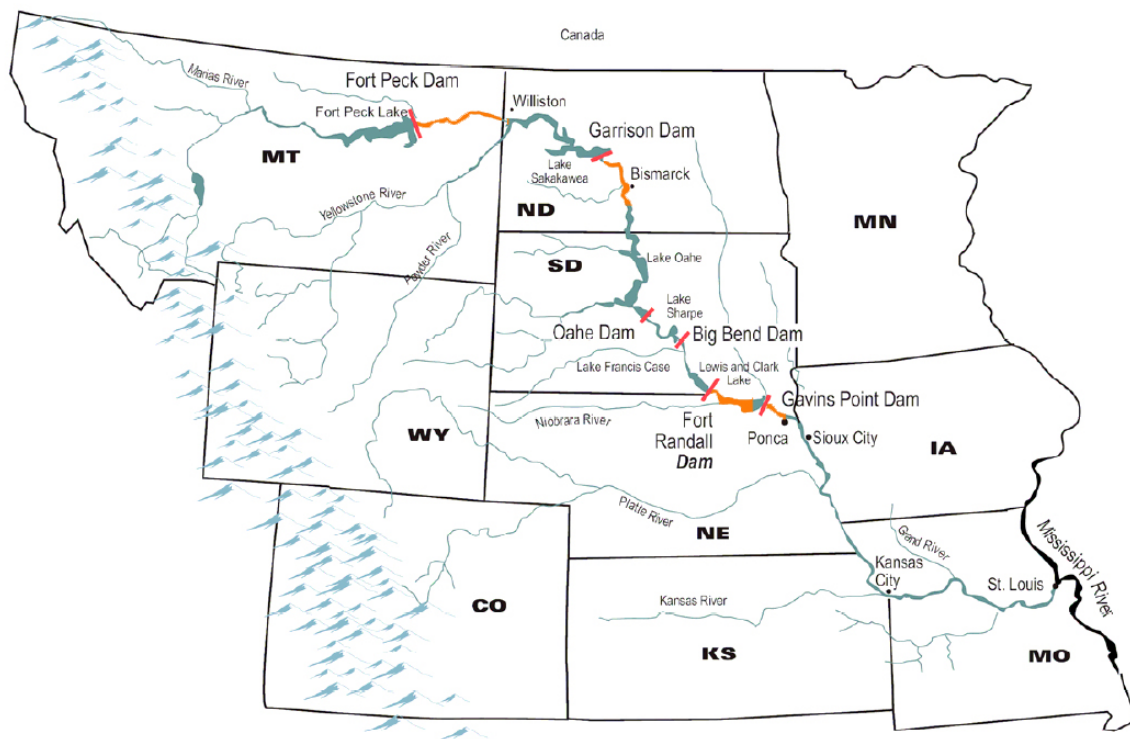 Canada
Marias River
Fort Peck Dam
Fort Peck Lake
Williston
Garrison Dam
Lake
Sakakawea
Bismarck
MT
Yellowstone River
ND
MN
Powder River
SD
Lake Oahe
Lake
Sharpe
Oahe Dam
Big Bend Dam
Lake Francis Case
Lewis and Clark
Lake
Gavins Point Dam
Niobrara River
Fort
Randall
Dam
Ponca
Sioux City
WY
IA
Platte River
NE
Gand River
Mississippi River
Kansas
City
St. Louis
CO
Kansas River
KS
MO